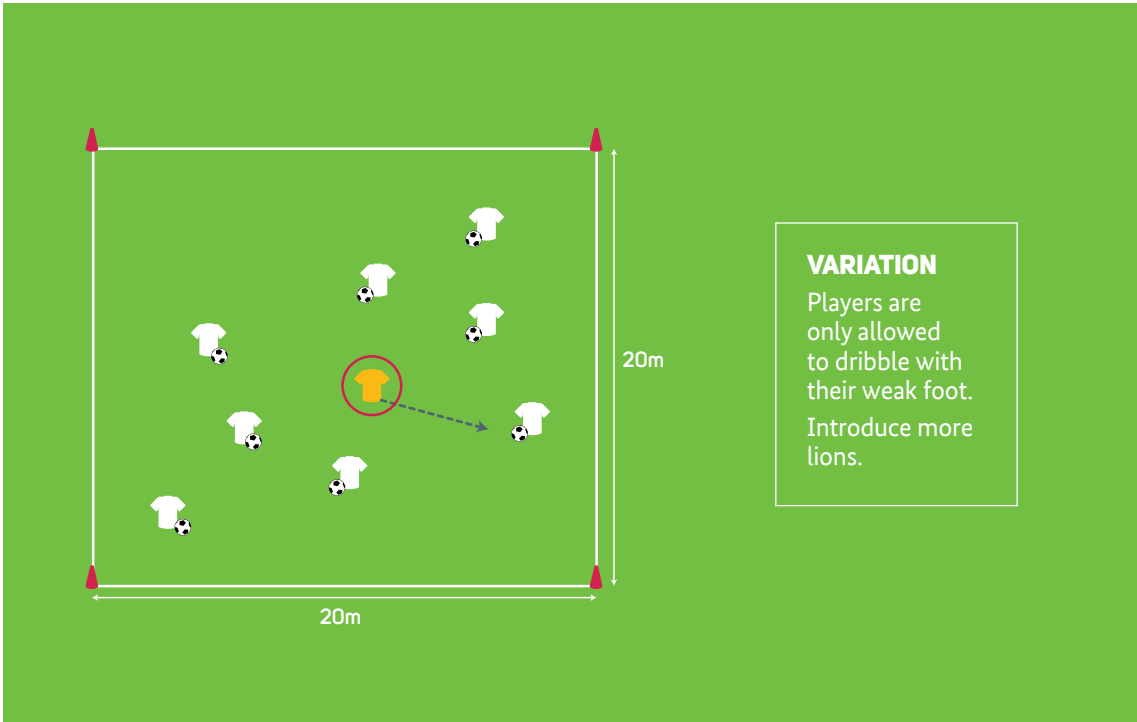 20m
20m
VARIATION
Players are
only allowed
to dribble with
their weak foot.
Introduce more
lions.